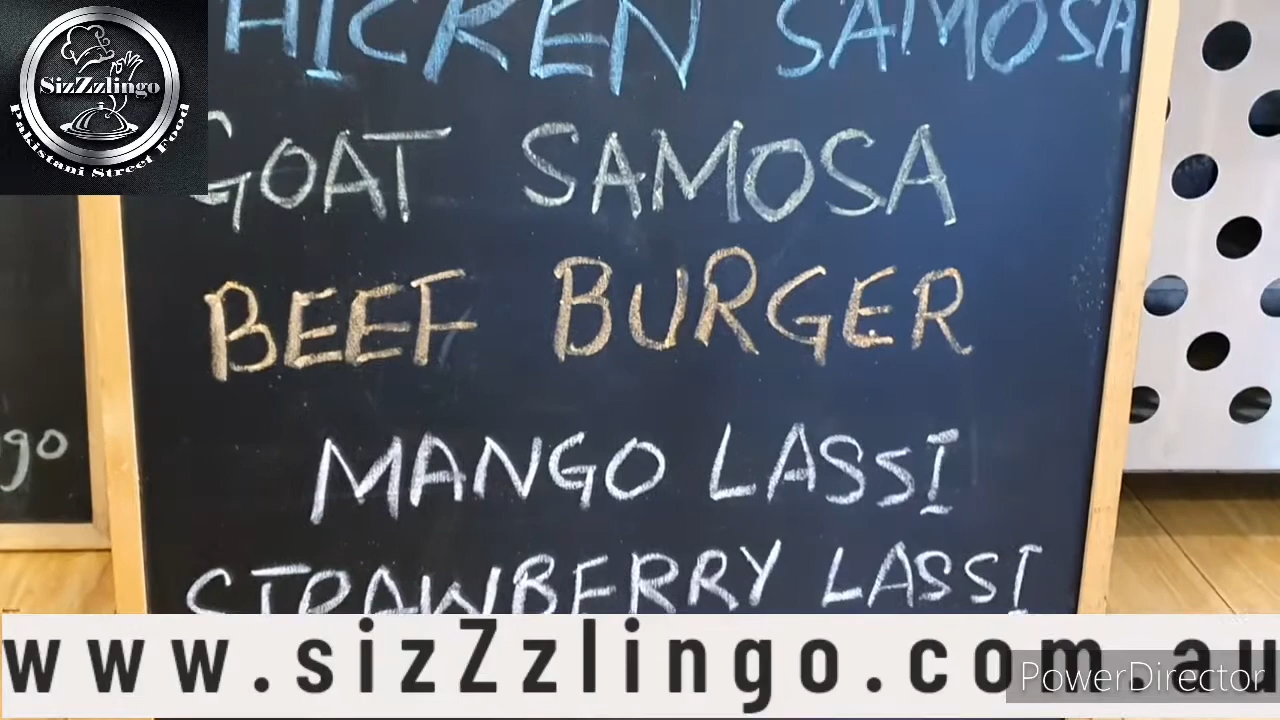 HICKEN SAMOSA
SizZzlingo
Pakistani Street Food
GOAT SAMOSA
BEEF BURGER
go
MANGO LASSI
STRAWBERRY LASSI
www.sizZzlingo.com.au
PowerDirector